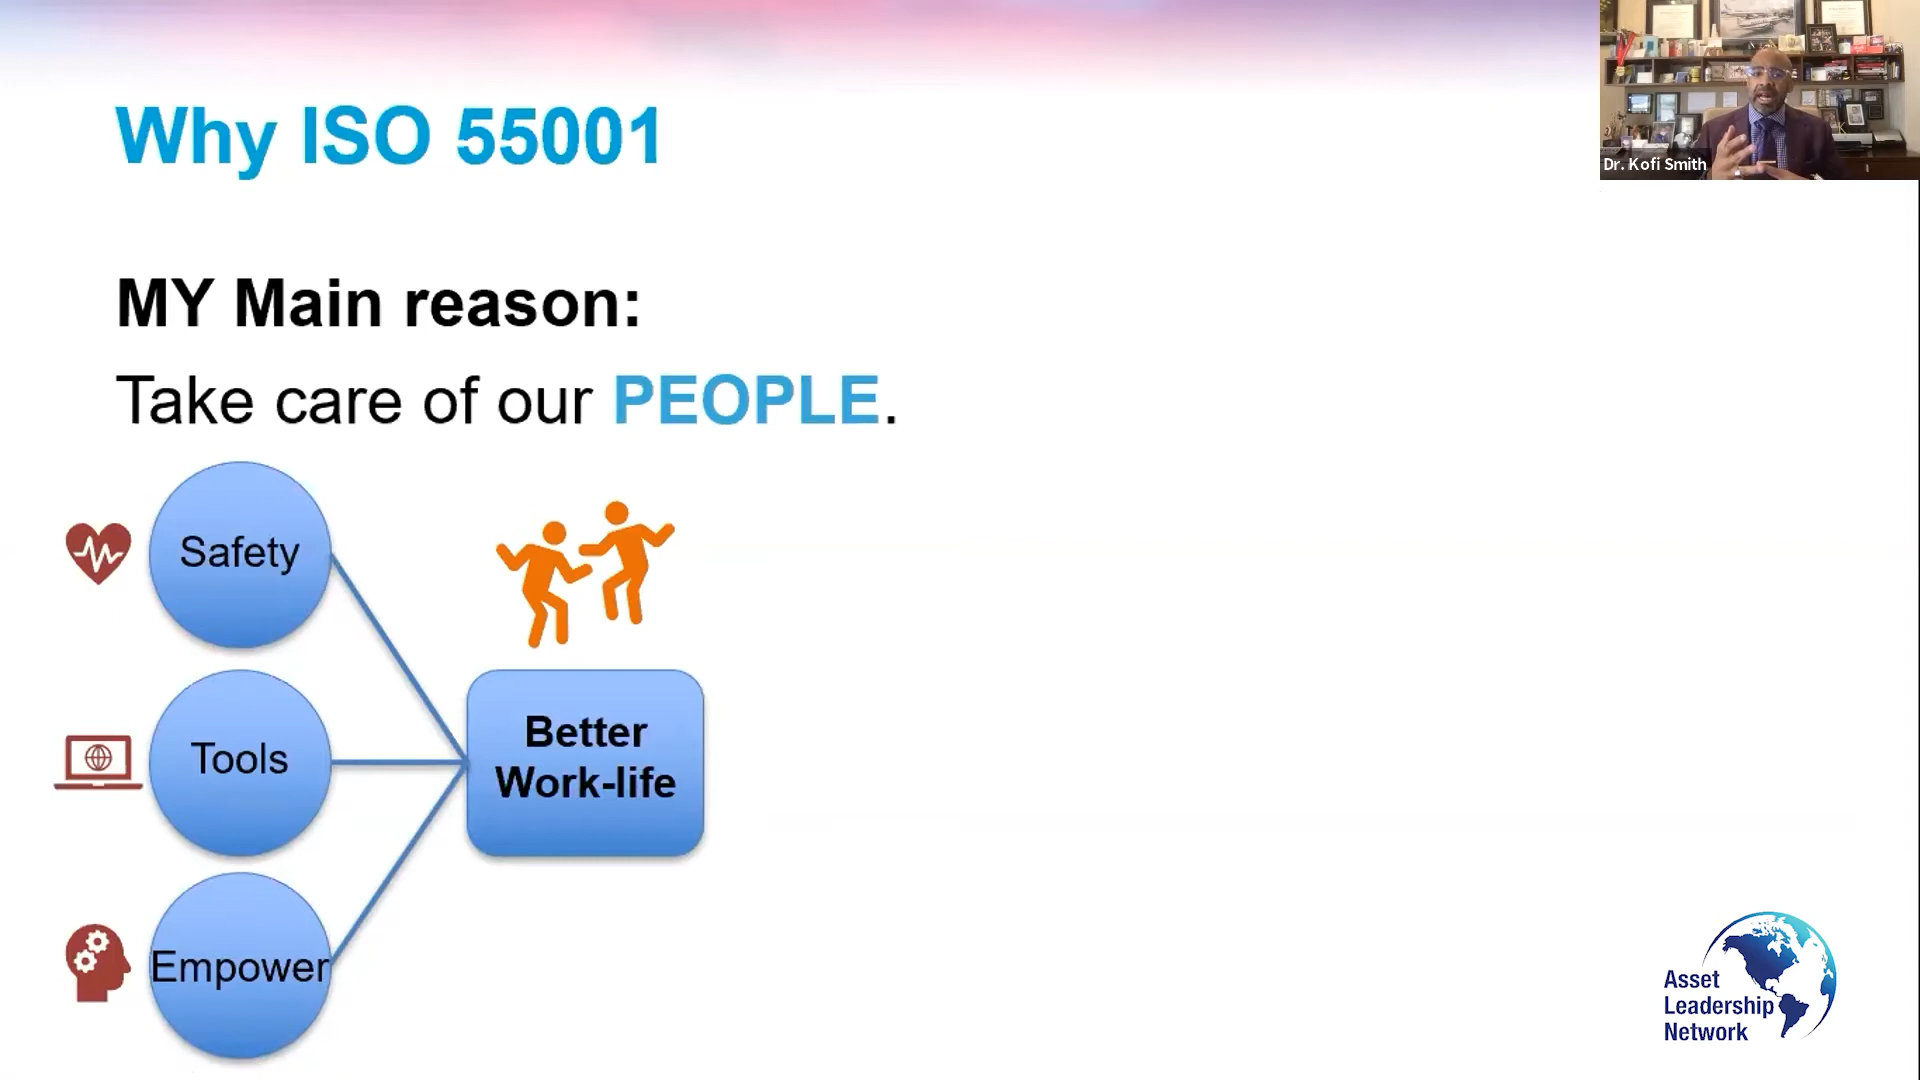 Why ISO 55001
Dr. Kofi Smith
MY Main reason:
Take care of our PEOPLE.
Safety
Tools
Better
Work-life
Empower
Asset
Leadership
Network